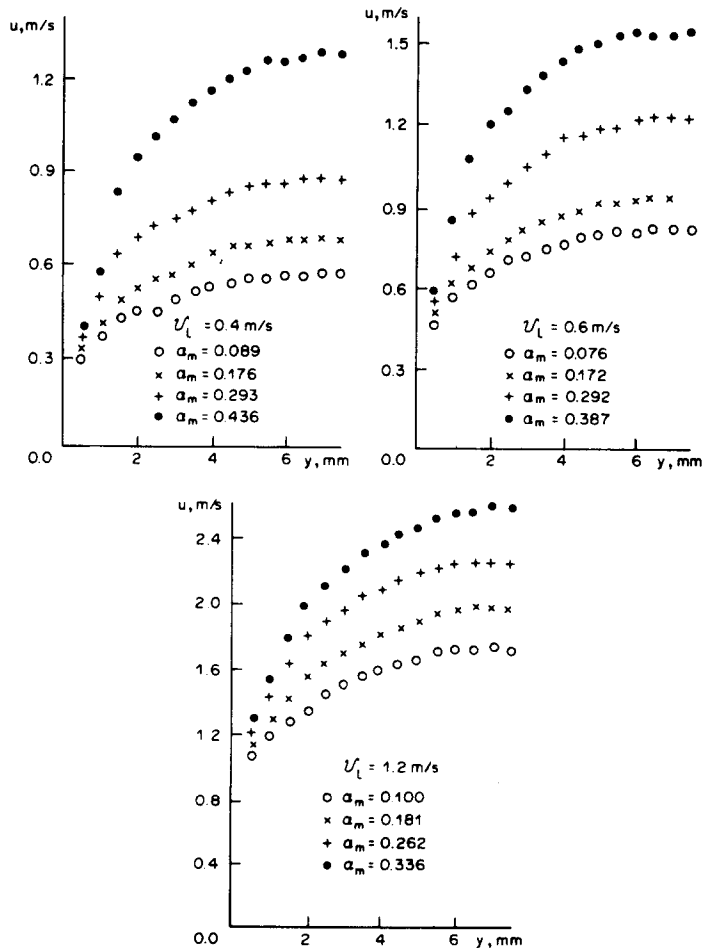 u, m/s
1.2
0.9
0.6
0.3
0.0
2
4
6
y, mm
𝒱ₗ = 0.4 m/s
o αₘ = 0.089
× αₘ = 0.176
+ αₘ = 0.293
● αₘ = 0.436
u, m/s
1.5
1.2
0.9
0.6
0.3
0.0
2
4
6
y, mm
𝒱ₗ = 0.6 m/s
o αₘ = 0.076
× αₘ = 0.172
+ αₘ = 0.292
● αₘ = 0.387
u, m/s
2.4
2.0
1.6
1.2
0.8
0.4
0.0
2
4
6
y, mm
𝒱ₗ = 1.2 m/s
o αₘ = 0.100
× αₘ = 0.181
+ αₘ = 0.262
● αₘ = 0.336